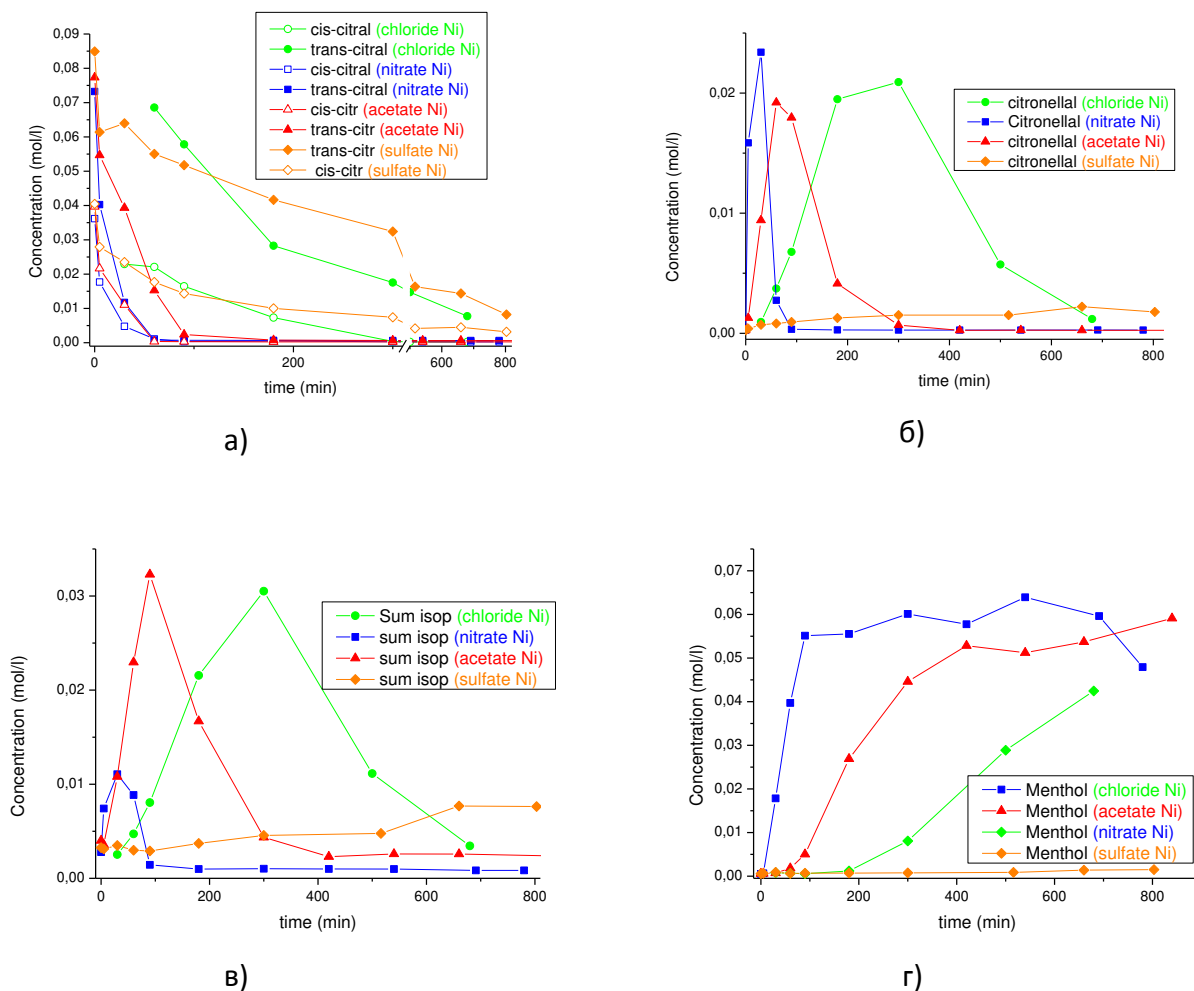 0,09
0,08
0,07
0,06
0,05
0,04
0,03
0,02
0,01
0,00
Concentration (mol/l)
cis-citral (chloride Ni)
trans-citral (chloride Ni)
cis-citral (nitrate Ni)
trans-citral (nitrate Ni)
cis-citr (acetate Ni)
trans-citr (acetate Ni)
trans-citr (sulfate Ni)
cis-citr (sulfate Ni)
0 200 600 800
time (min)
а)
0,02
0,01
0,00
Concentration (mol/l)
citronellal (chloride Ni)
Citronellal (nitrate Ni)
citronellal (acetate Ni)
citronellal (sulfate Ni)
0 200 400 600 800
time (min)
б)
0,03
0,02
0,01
0,00
Concentration (mol/l)
Sum isop (chloride Ni)
sum isop (nitrate Ni)
sum isop (acetate Ni)
sum isop (sulfate Ni)
0 200 400 600 800
time (min)
в)
0,07
0,06
0,05
0,04
0,03
0,02
0,01
0,00
Concentration (mol/l)
Menthol (chloride Ni)
Menthol (acetate Ni)
Menthol (nitrate Ni)
Menthol (sulfate Ni)
0 200 400 600 800
time (min)
г)